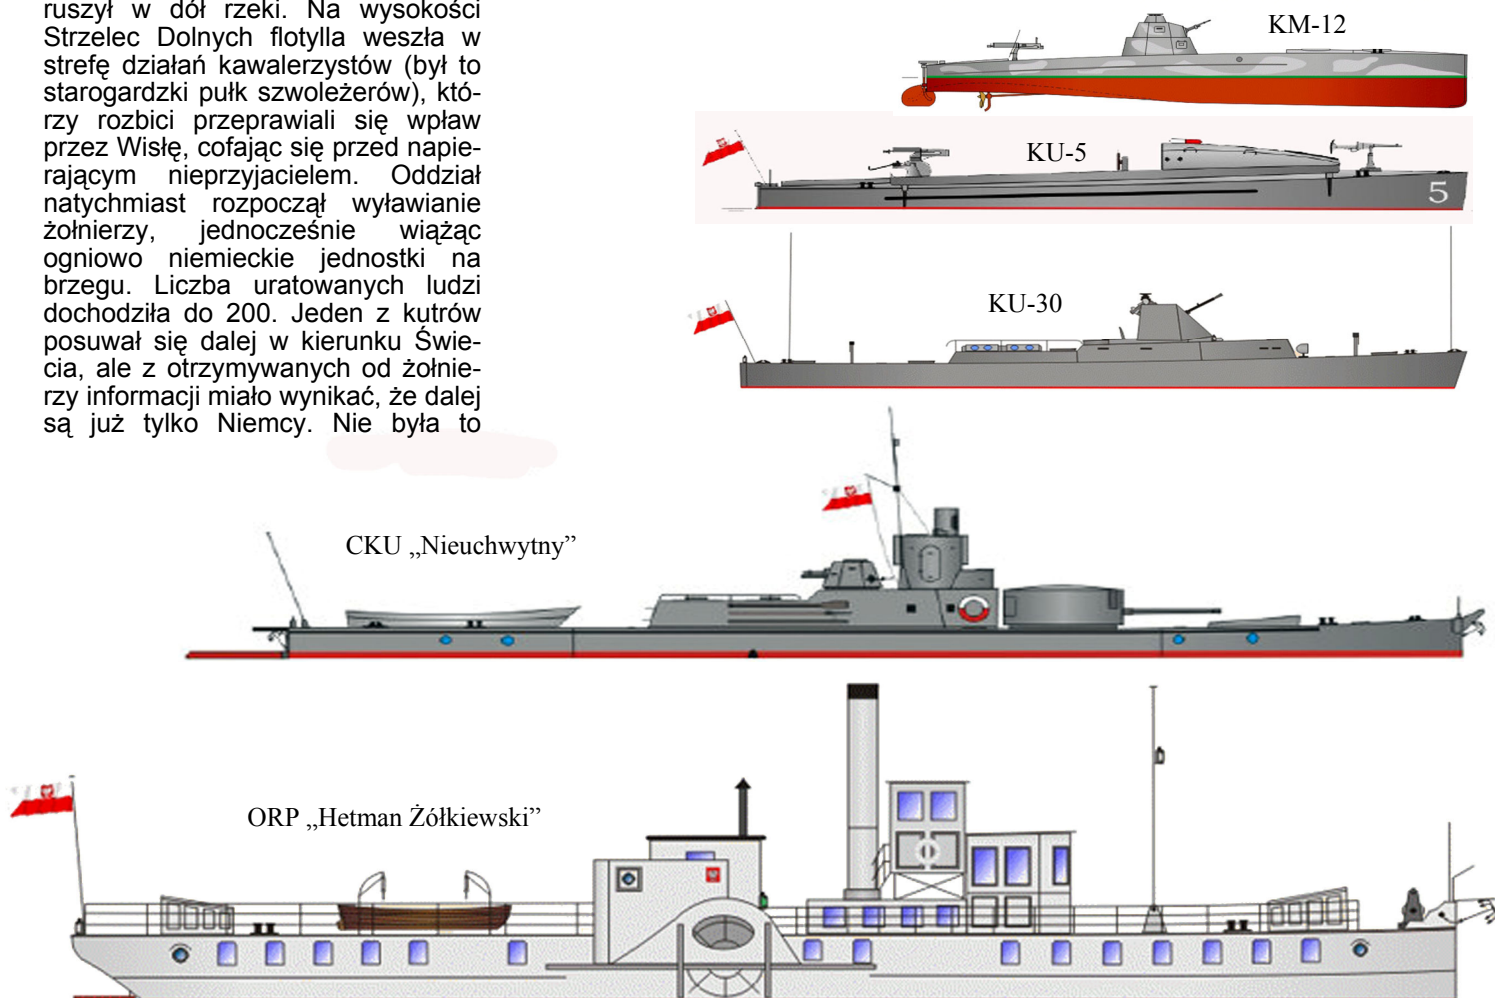 ruszył w dół rzeki. Na wysokości
Strzelec Dolnych flotylla weszła w
strefę działań kawalerzystów (był to
starogardzki pułk szwoleżerów), któ-
rzy rozbici przeprawiali się wpław
przez Wisłę, cofając się przed napie-
rającym nieprzyjacielem. Oddział
natychmiast rozpoczął wyławianie
żołnierzy, jednocześnie wiążąc
ogniowo niemieckie jednostki na
brzegu. Liczba uratowanych ludzi
dochodziła do 200. Jeden z kutrów
posuwał się dalej w kierunku Świe-
cia, ale z otrzymywanych od żołnie-
rzy informacji miało wynikać, że dalej
są już tylko Niemcy. Nie była to
KM-12
KU-5
5
KU-30
CKU „Nieuchwytny”
ORP „Hetman Żółkiewski”